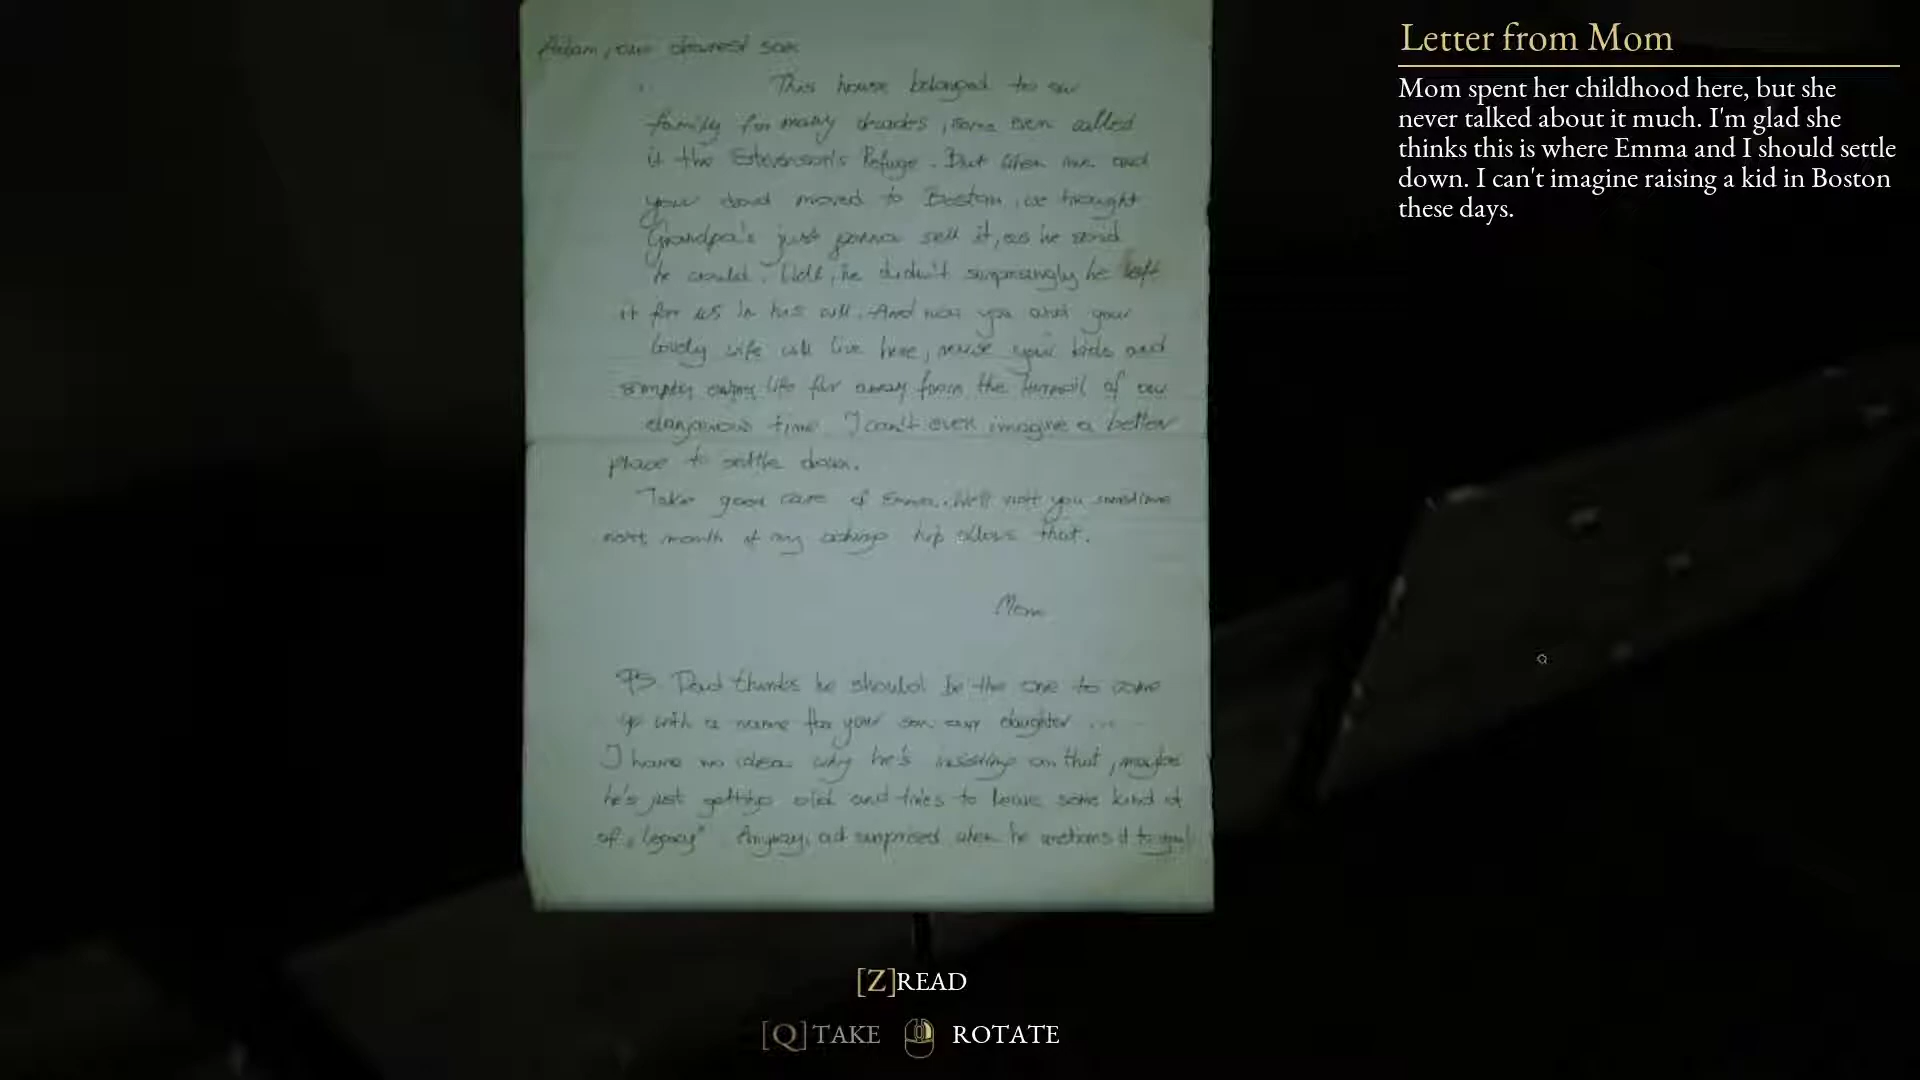 Adam, our dearest son
This house belonged to our
family for many decades, some even called
it the Stevenson's Refuge. But when me and
your dad moved to Boston, we thought
Grandpa's just gonna sell it, as he said
he would. Well, he didn't surprisingly he left
it for us in his will. And now you and your
lovely wife will live here, raise your kids and
simply enjoy life far away from the turmoil of our
dangerous time. I can't even imagine a better
place to settle down.
Take good care of Emma. We'll visit you sometime
next month if my aching hip allows that.
Mom
PS. Dad thinks he should be the one to come
up with a name for your son our daughter ...
I have no idea why he's insisting on that, maybe
he's just getting old and tries to leave some kind of
of „legacy" Anyway, act surprised when he mentions it to you!
Letter from Mom
Mom spent her childhood here, but she
never talked about it much. I'm glad she
thinks this is where Emma and I should settle
down. I can't imagine raising a kid in Boston
these days.
[Z]READ
[Q]TAKE ROTATE